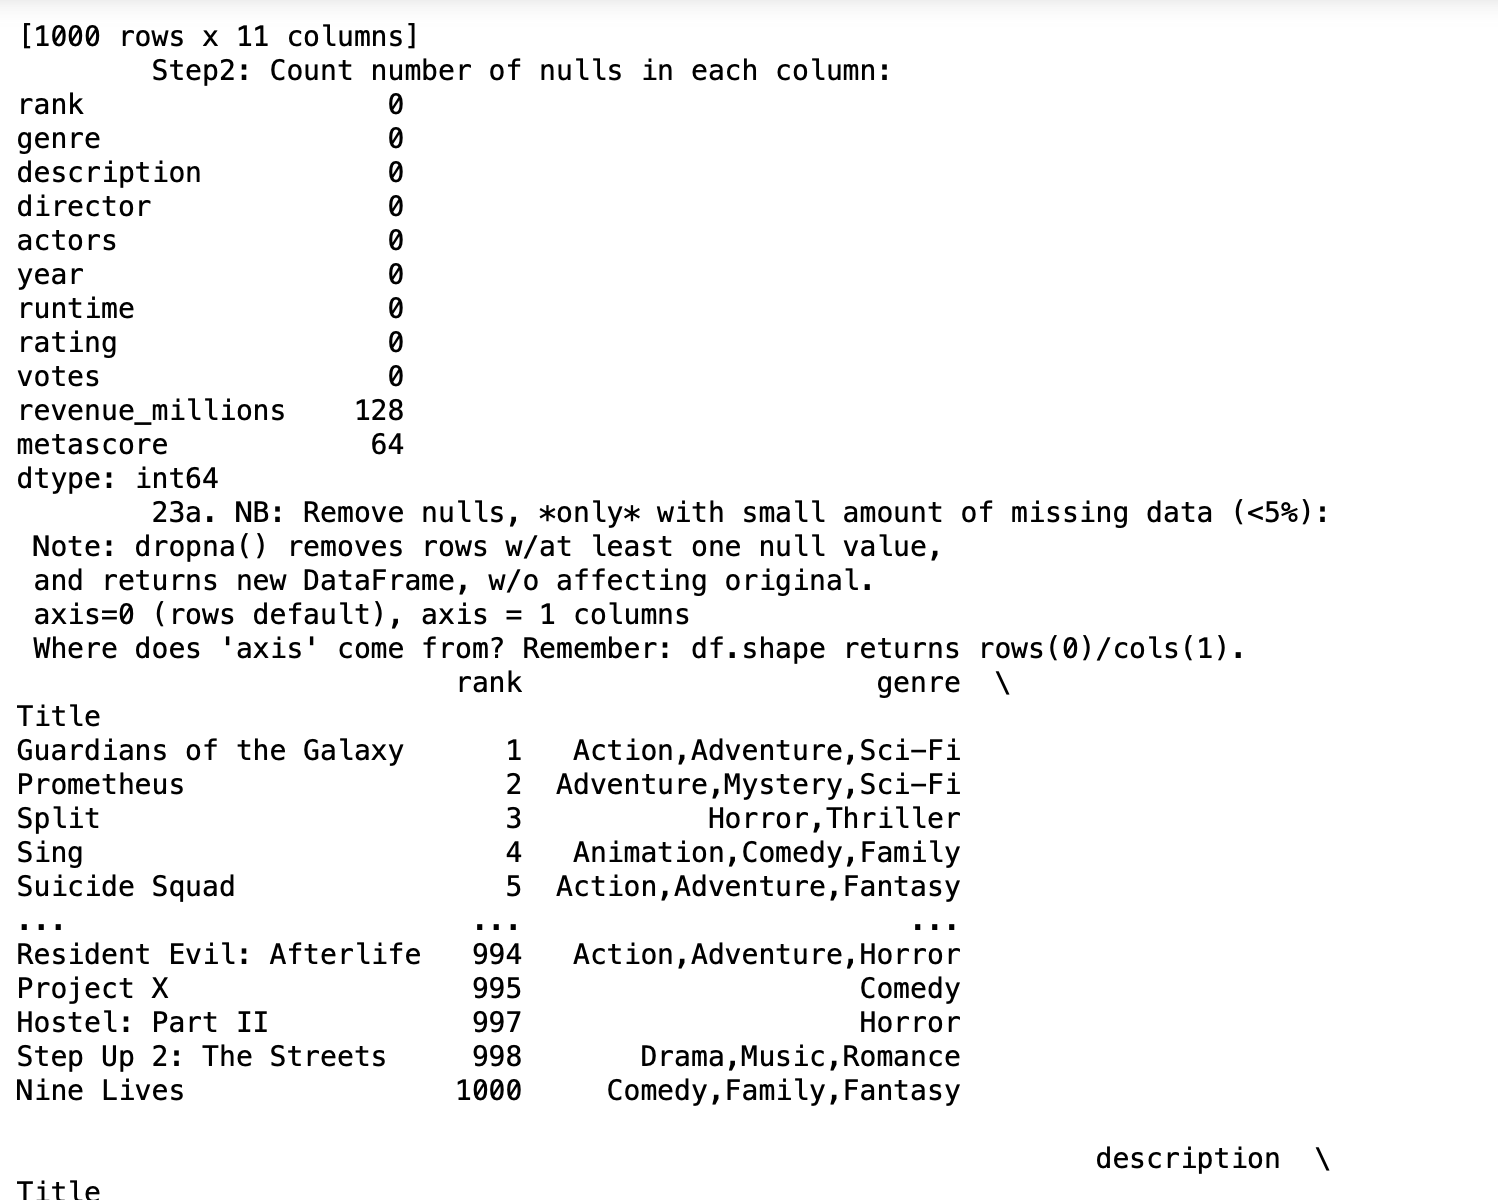 [1000 rows x 11 columns]
        Step2: Count number of nulls in each column:
rank                  0
genre                 0
description           0
director              0
actors                0
year                  0
runtime               0
rating                0
votes                 0
revenue_millions    128
metascore            64
dtype: int64
        23a. NB: Remove nulls, *only* with small amount of missing data (<5%):
 Note: dropna() removes rows w/at least one null value,
 and returns new DataFrame, w/o affecting original.
 axis=0 (rows default), axis = 1 columns
 Where does 'axis' come from? Remember: df.shape returns rows(0)/cols(1).
                          rank                     genre  \
Title
Guardians of the Galaxy      1   Action,Adventure,Sci-Fi
Prometheus                   2  Adventure,Mystery,Sci-Fi
Split                        3           Horror,Thriller
Sing                         4   Animation,Comedy,Family
Suicide Squad                5  Action,Adventure,Fantasy
...                        ...                       ...
Resident Evil: Afterlife   994   Action,Adventure,Horror
Project X                  995                    Comedy
Hostel: Part II            997                    Horror
Step Up 2: The Streets     998       Drama,Music,Romance
Nine Lives                1000     Comedy,Family,Fantasy
                                                                description  \
Title